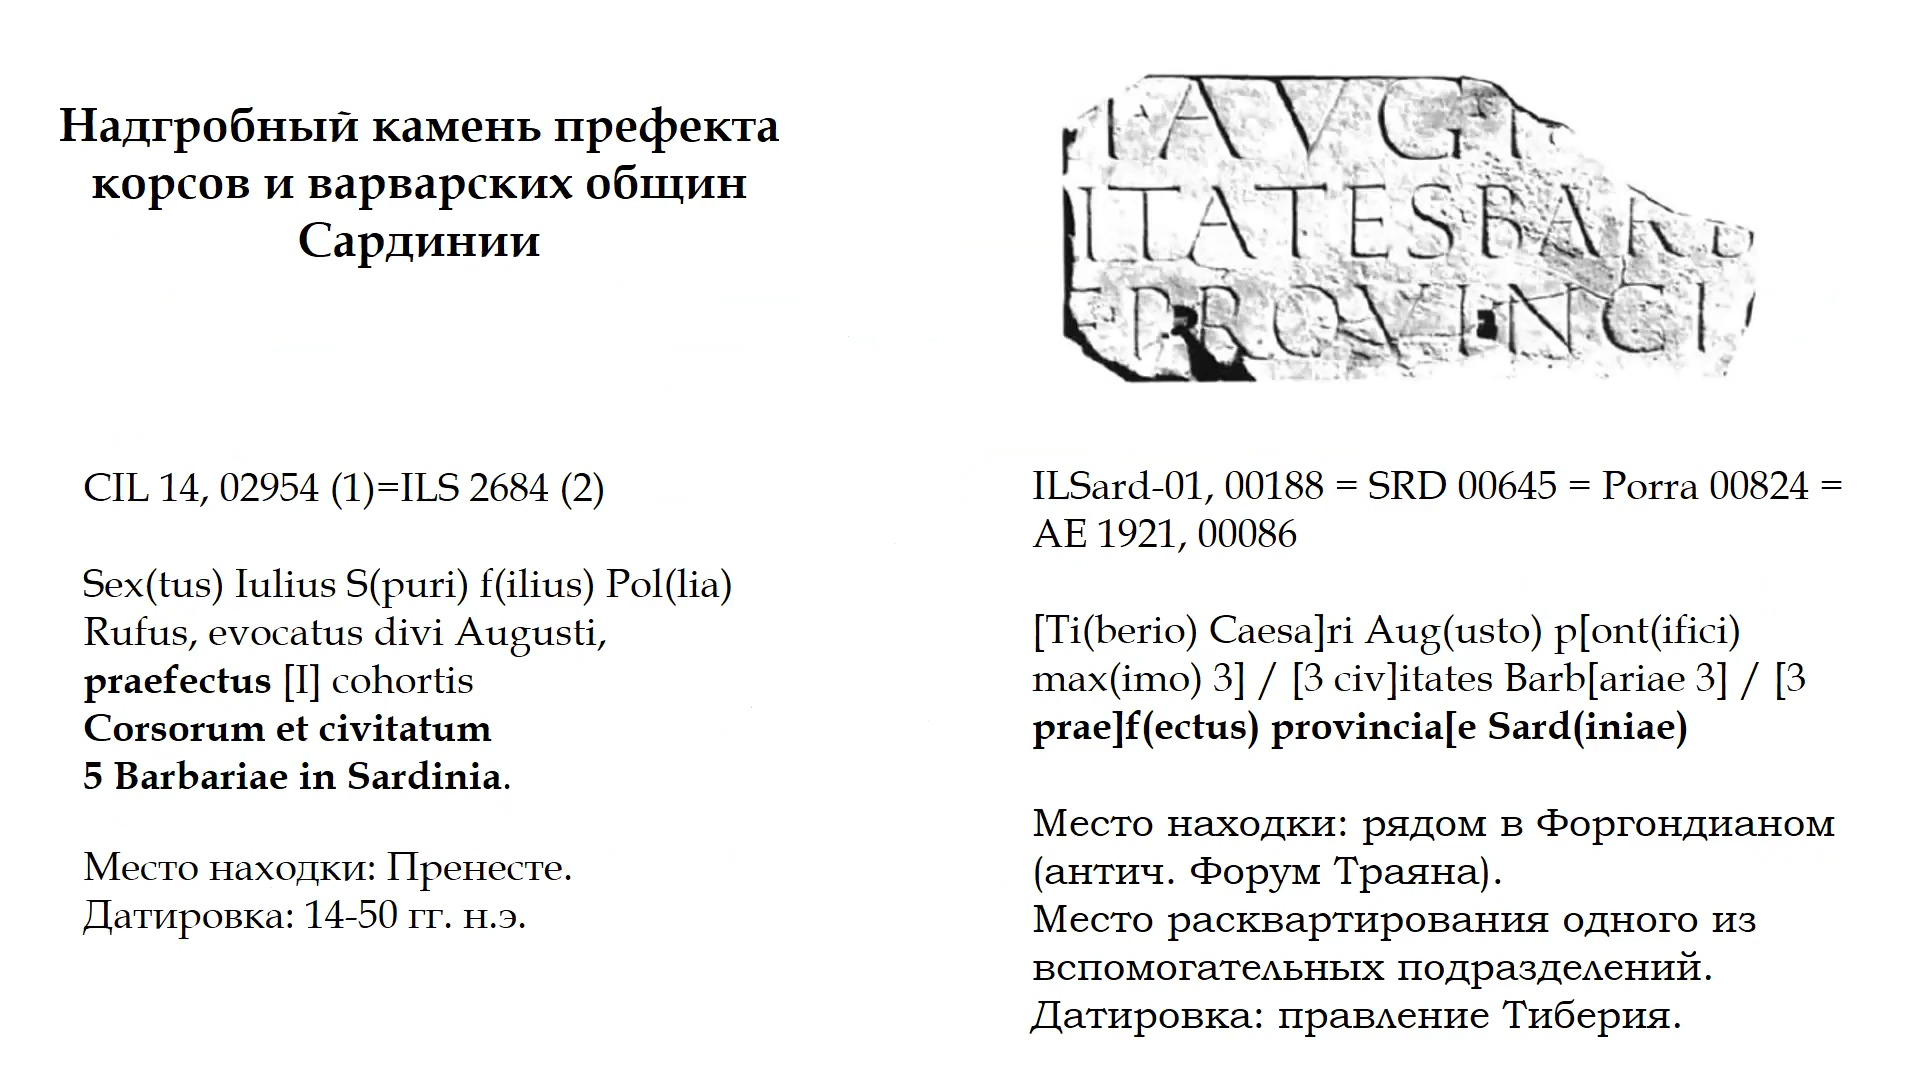 Надгробный камень префекта
корсов и варварских общин
Сардинии
CIL 14, 02954 (1)=ILS 2684 (2)
Sex(tus) Iulius S(puri) f(ilius) Pol(lia)
Rufus, evocatus divi Augusti,
praefectus [I] cohortis
Corsorum et civitatum
5 Barbariae in Sardinia.
Место находки: Пренесте.
Датировка: 14-50 гг. н.э.
AVG
ITATESBAR
PROVINCI
ILSard-01, 00188 = SRD 00645 = Porra 00824 =
AE 1921, 00086
[Ti(berio) Caesa]ri Aug(usto) p[ont(ifici)
max(imo) 3] / [3 civ]itates Barb[ariae 3] / [3
prae]f(ectus) provincia[e Sard(iniae)
Место находки: рядом в Форгондианом
(антич. Форум Траяна).
Место расквартирования одного из
вспомогательных подразделений.
Датировка: правление Тиберия.